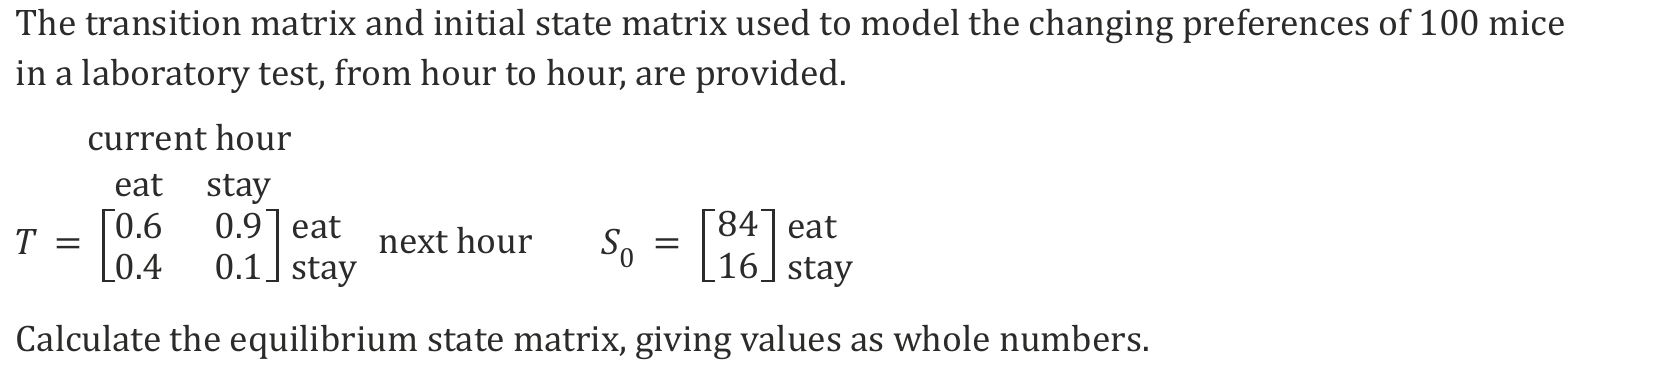 The transition matrix and initial state matrix used to model the changing preferences of 100 mice
in a laboratory test, from hour to hour, are provided.
current hour
eat stay
T = [0.6 0.9] eat
[0.4 0.1] stay
next hour
S₀ = [84] eat
[16] stay
Calculate the equilibrium state matrix, giving values as whole numbers.